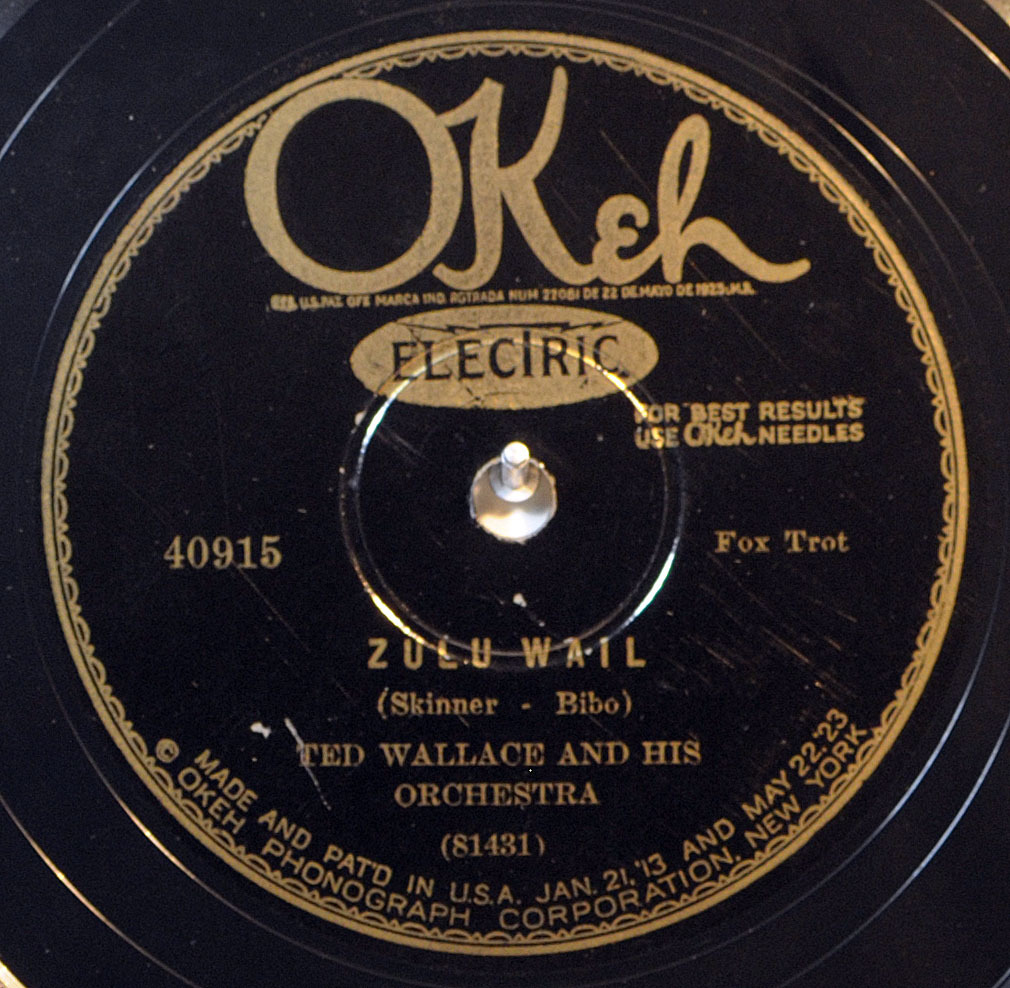 OKeh
REG. U.S. PAT. OFF. MARCA IND. RGTRADA NUM 22081 DE 22 DE MAYO DE 1923.
ELECTRIC
FOR BEST RESULTS
USE OKeh NEEDLES
40915
Fox Trot
ZULU WAIL
(Skinner - Bibo)
TED WALLACE AND HIS
ORCHESTRA
(81431)
MADE AND PAT'D IN U.S.A. JAN. 21, '13 AND MAY 22, '23
© OKEH PHONOGRAPH CORPORATION, NEW YORK